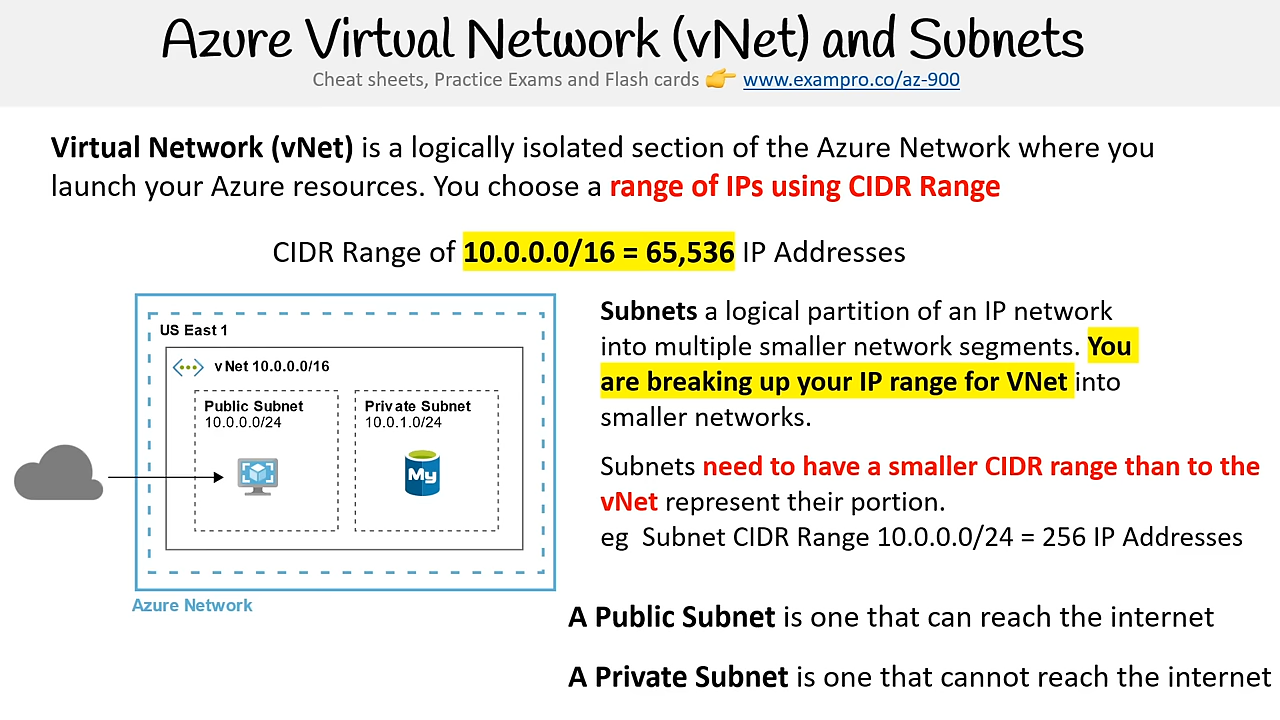 Azure Virtual Network (vNet) and Subnets
Cheat sheets, Practice Exams and Flash cards 👉 www.exampro.co/az-900
Virtual Network (vNet) is a logically isolated section of the Azure Network where you
launch your Azure resources. You choose a range of IPs using CIDR Range
CIDR Range of 10.0.0.0/16 = 65,536 IP Addresses
US East 1
vNet 10.0.0.0/16
Public Subnet
10.0.0.0/24
Private Subnet
10.0.1.0/24
My
Azure Network
Subnets a logical partition of an IP network
into multiple smaller network segments. You
are breaking up your IP range for VNet into
smaller networks.
Subnets need to have a smaller CIDR range than to the
vNet represent their portion.
eg Subnet CIDR Range 10.0.0.0/24 = 256 IP Addresses
A Public Subnet is one that can reach the internet
A Private Subnet is one that cannot reach the internet